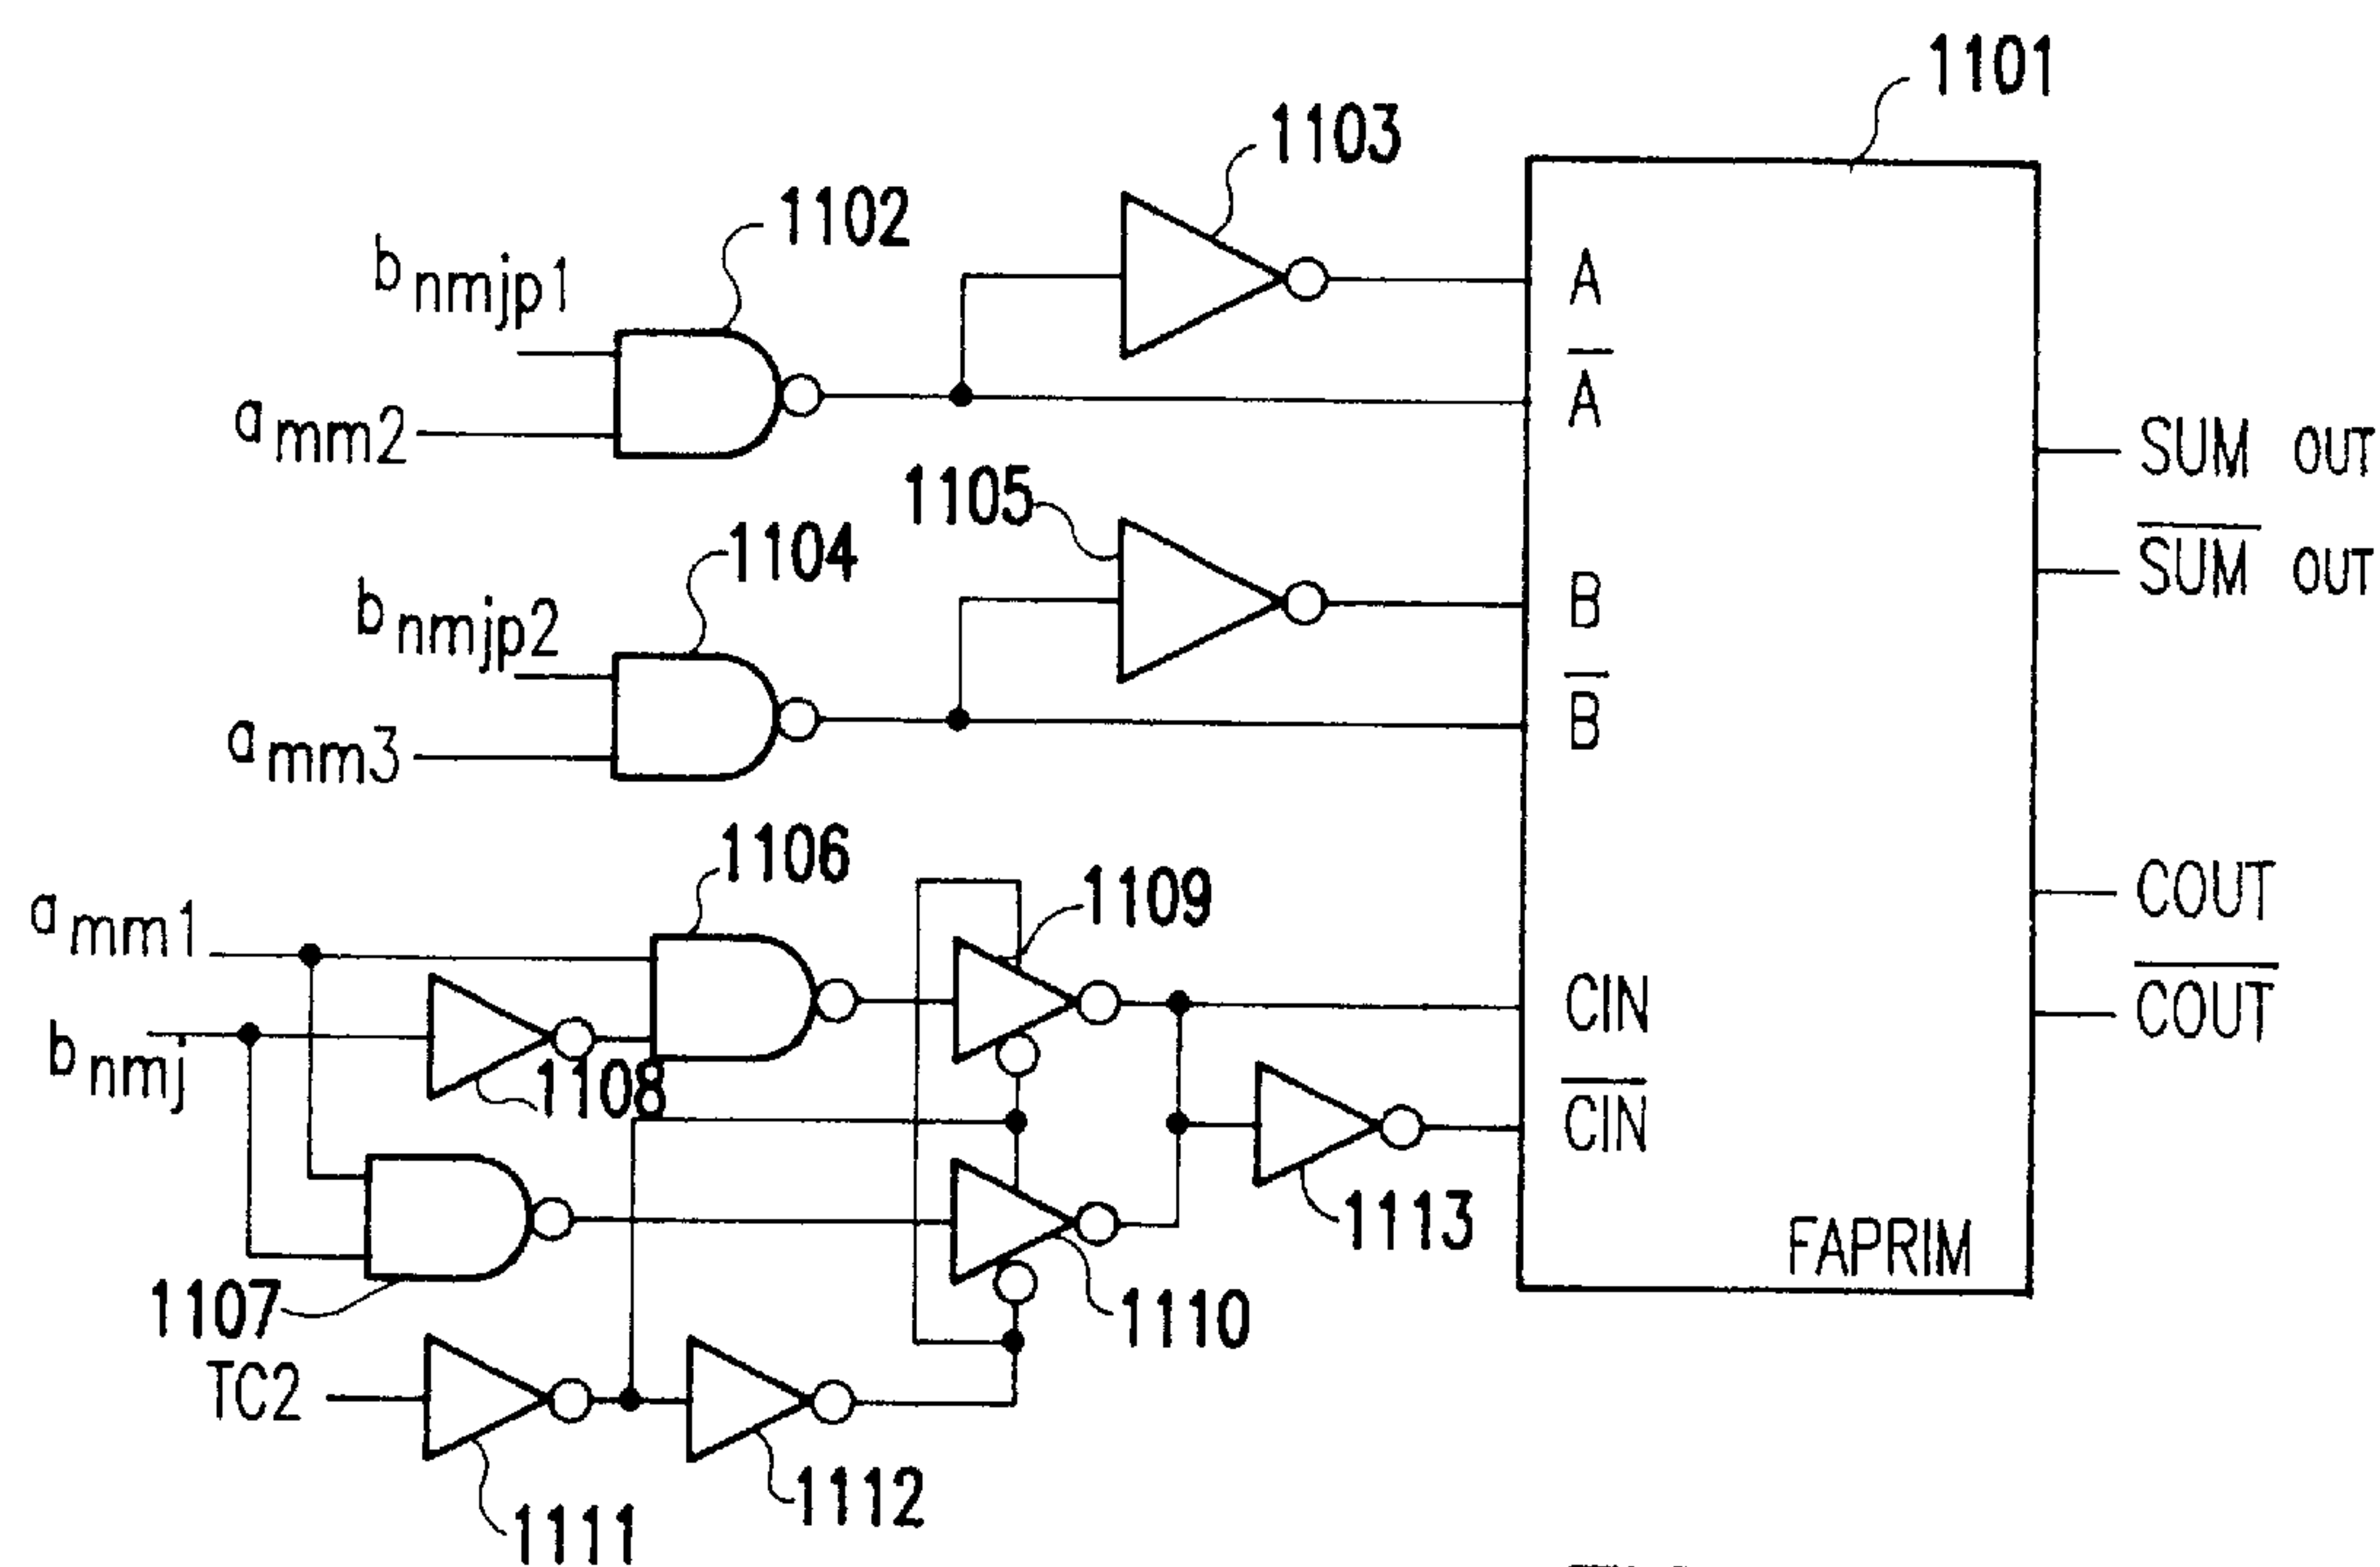 1101
1103
1102
b nmjp1
A
A
a mm2
SUM OUT
1105
1104
SUM OUT
b nmjp2
B
B
a mm3
1106
1109
COUT
a mm1
CIN
COUT
b nmj
1108
CIN
1113
FAPRIM
1107
1110
TC2
1112
1111